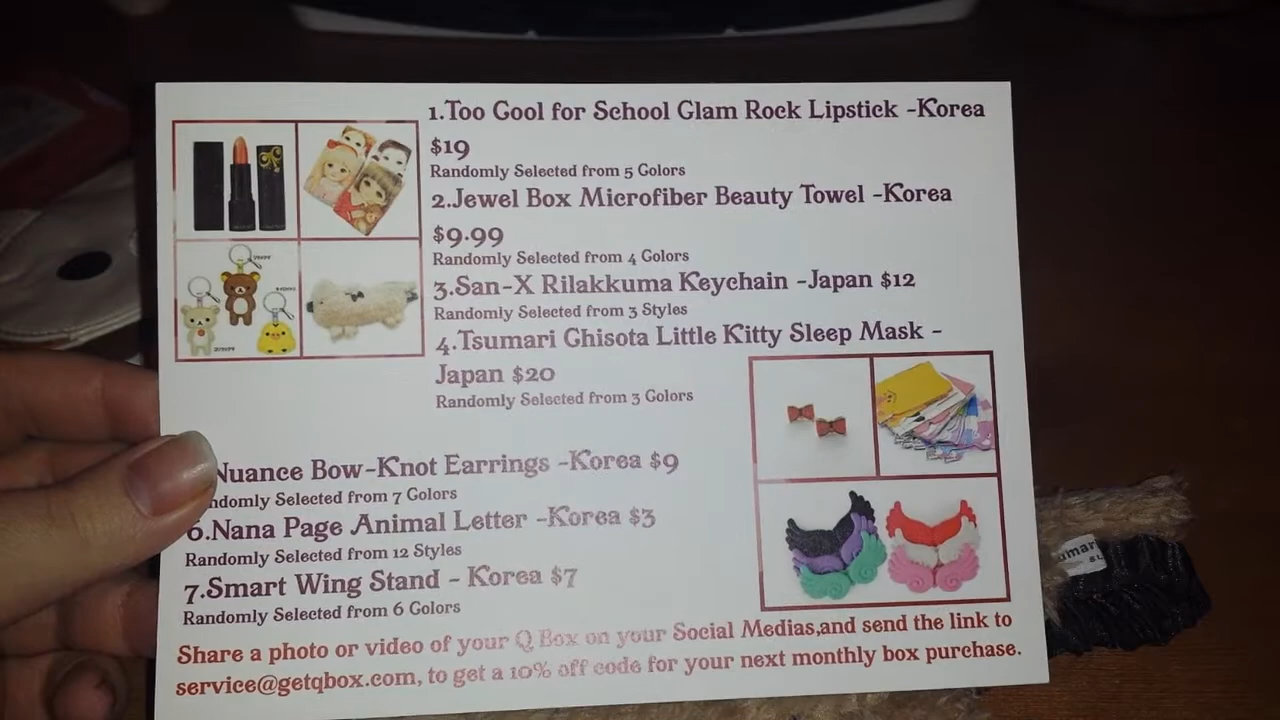 1.Too Cool for School Glam Rock Lipstick -Korea
$19
Randomly Selected from 5 Colors
2.Jewel Box Microfiber Beauty Towel -Korea
$9.99
Randomly Selected from 4 Colors
3.San-X Rilakkuma Keychain -Japan $12
Randomly Selected from 3 Styles
4.Tsumari Chisota Little Kitty Sleep Mask -
Japan $20
Randomly Selected from 3 Colors
Nuance Bow-Knot Earrings -Korea $9
ndomly Selected from 7 Colors
6.Nana Page Animal Letter -Korea $3
Randomly Selected from 12 Styles
7.Smart Wing Stand - Korea $7
Randomly Selected from 6 Colors
Share a photo or video of your Q Box on your Social Medias,and send the link to
service@getqbox.com, to get a 10% off code for your next monthly box purchase.